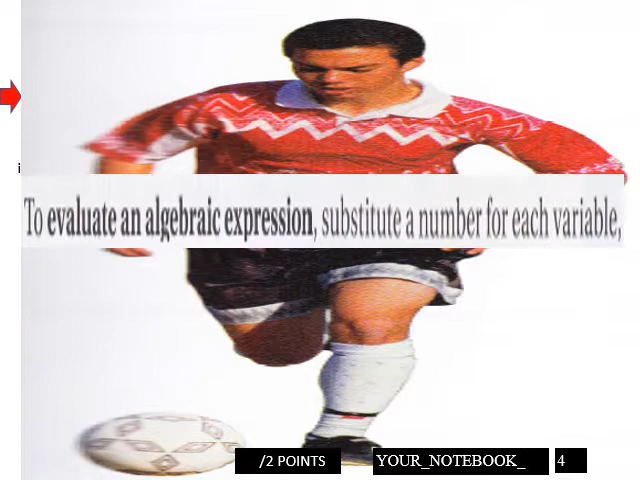 i
To evaluate an algebraic expression, substitute a number for each variable,
/2 POINTS
YOUR_NOTEBOOK_
4